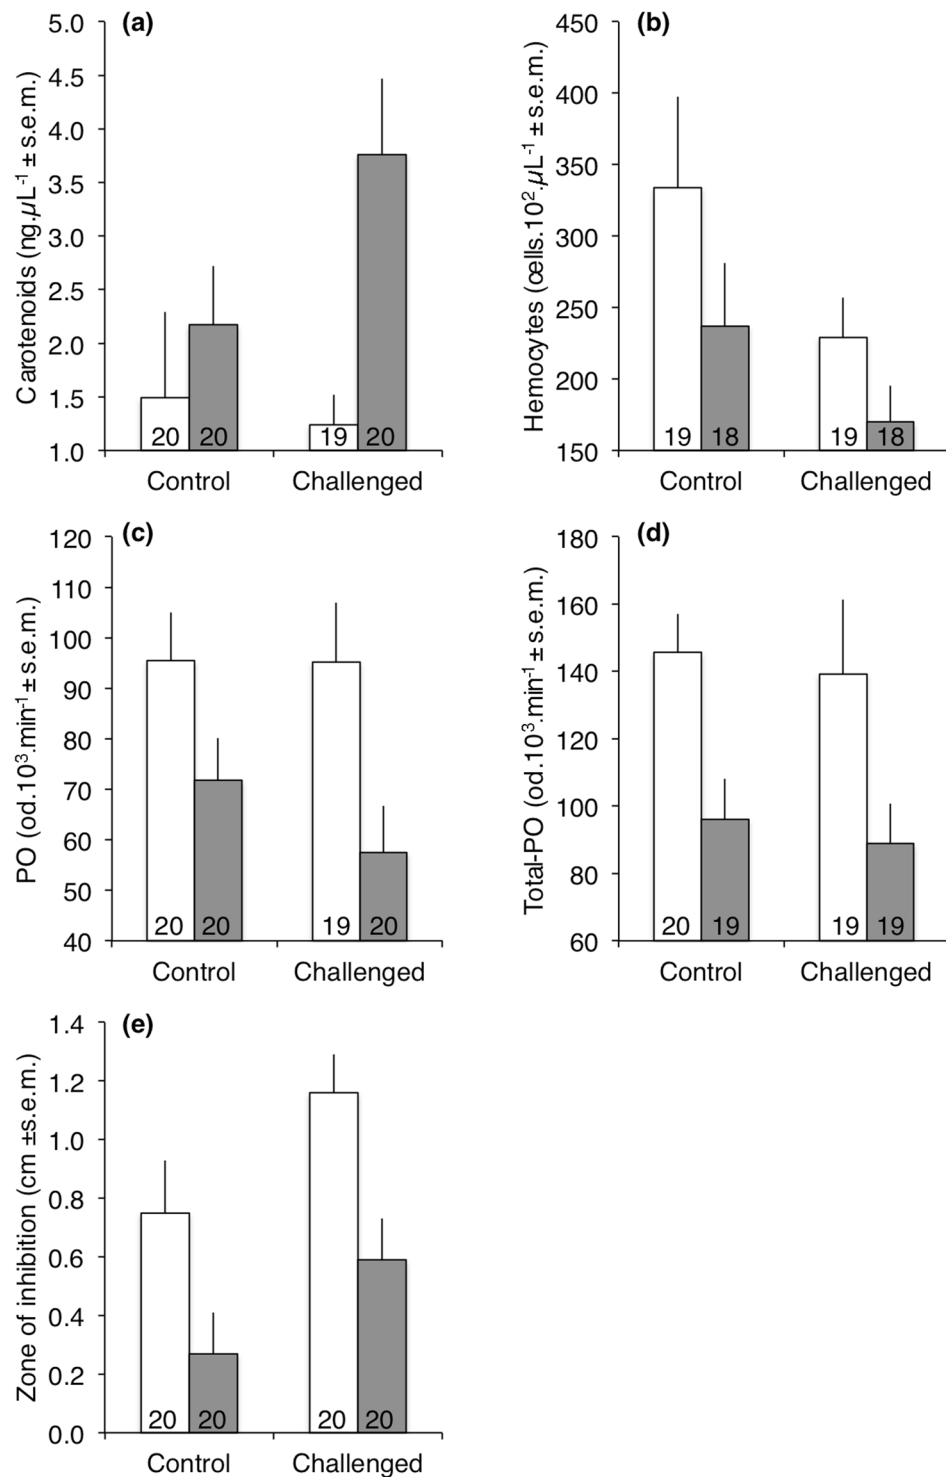 (a)
Carotenoids (ng.µL-1 ± s.e.m.)
5.0
4.5
4.0
3.5
3.0
2.5
2.0
1.5
1.0
20 20 19 20
Control Challenged
(b)
Hemocytes (cells.10².µL-1 ± s.e.m.)
450
400
350
300
250
200
150
19 18 19 18
Control Challenged
(c)
PO (od.10³.min-1 ± s.e.m.)
120
110
100
90
80
70
60
50
40
20 20 19 20
Control Challenged
(d)
Total-PO (od.10³.min-1 ± s.e.m.)
180
160
140
120
100
80
60
20 19 19 19
Control Challenged
(e)
Zone of inhibition (cm ±s.e.m.)
1.4
1.2
1.0
0.8
0.6
0.4
0.2
0.0
20 20 20 20
Control Challenged